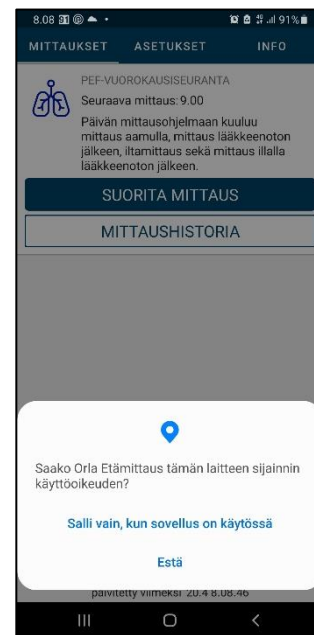 8.08 31 91%
MITTAUKSET ASETUKSET INFO
PEF-VUOROKAUSISEURANTA
Seuraava mittaus: 9.00
Päivän mittausohjelmaan kuuluu
mittaus aamulla, mittaus lääkkeenoton
jälkeen, iltamittaus sekä mittaus illalla
lääkkeenoton jälkeen.
SUORITA MITTAUS
MITTAUSHISTORIA
Saako Orla Etämittaus tämän laitteen sijainnin
käyttöoikeuden?
Salli vain, kun sovellus on käytössä
Estä
päivitetty viimeksi 20.4 8.08.46